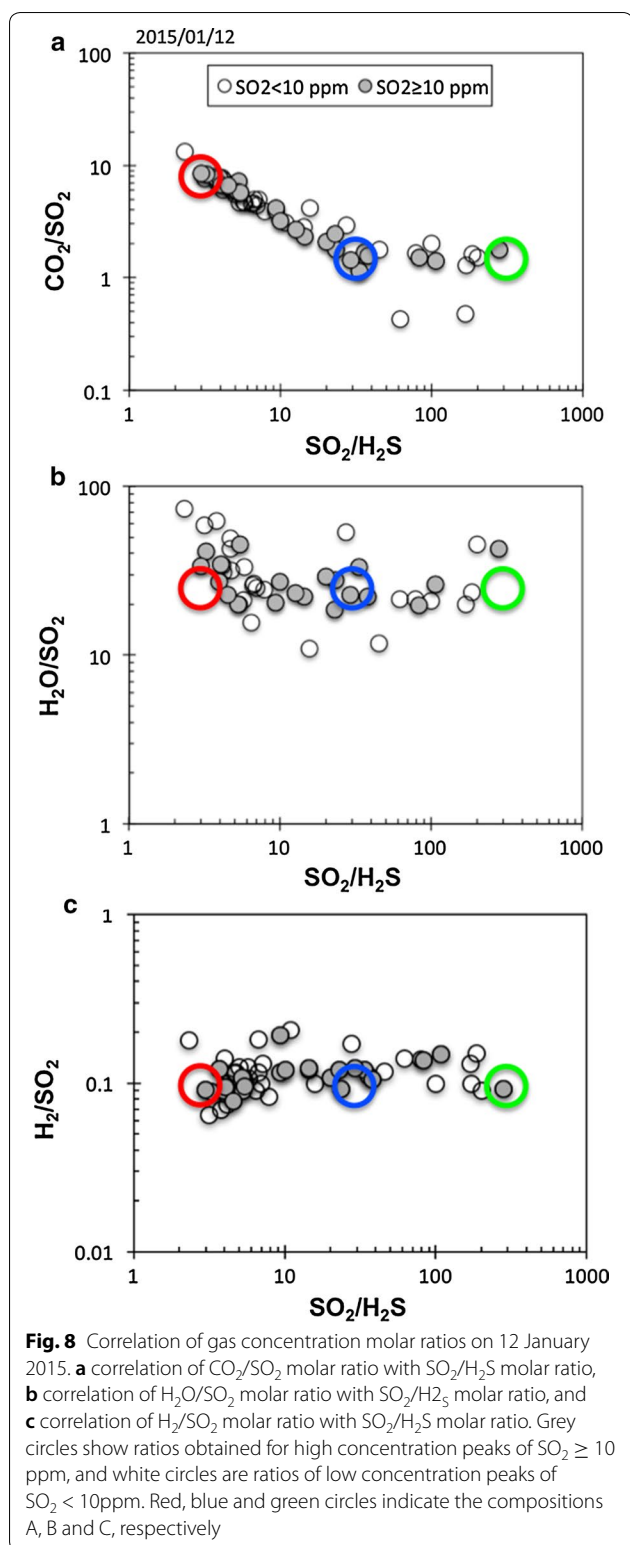 a
2015/01/12
100
SO2<10 ppm SO2≥10 ppm
10
CO₂/SO₂
1
0.1
1 10 100 1000
SO₂/H₂S
b
100
H₂O/SO₂
10
1
1 10 100 1000
SO₂/H₂S
c
1
H₂/SO₂
0.1
0.01
1 10 100 1000
SO₂/H₂S
Fig. 8 Correlation of gas concentration molar ratios on 12 January
2015. a correlation of CO₂/SO₂ molar ratio with SO₂/H₂S molar ratio,
b correlation of H₂O/SO₂ molar ratio with SO₂/H2ₛ molar ratio, and
c correlation of H₂/SO₂ molar ratio with SO₂/H₂S molar ratio. Grey
circles show ratios obtained for high concentration peaks of SO₂ ≥ 10
ppm, and white circles are ratios of low concentration peaks of
SO₂ < 10ppm. Red, blue and green circles indicate the compositions
A, B and C, respectively